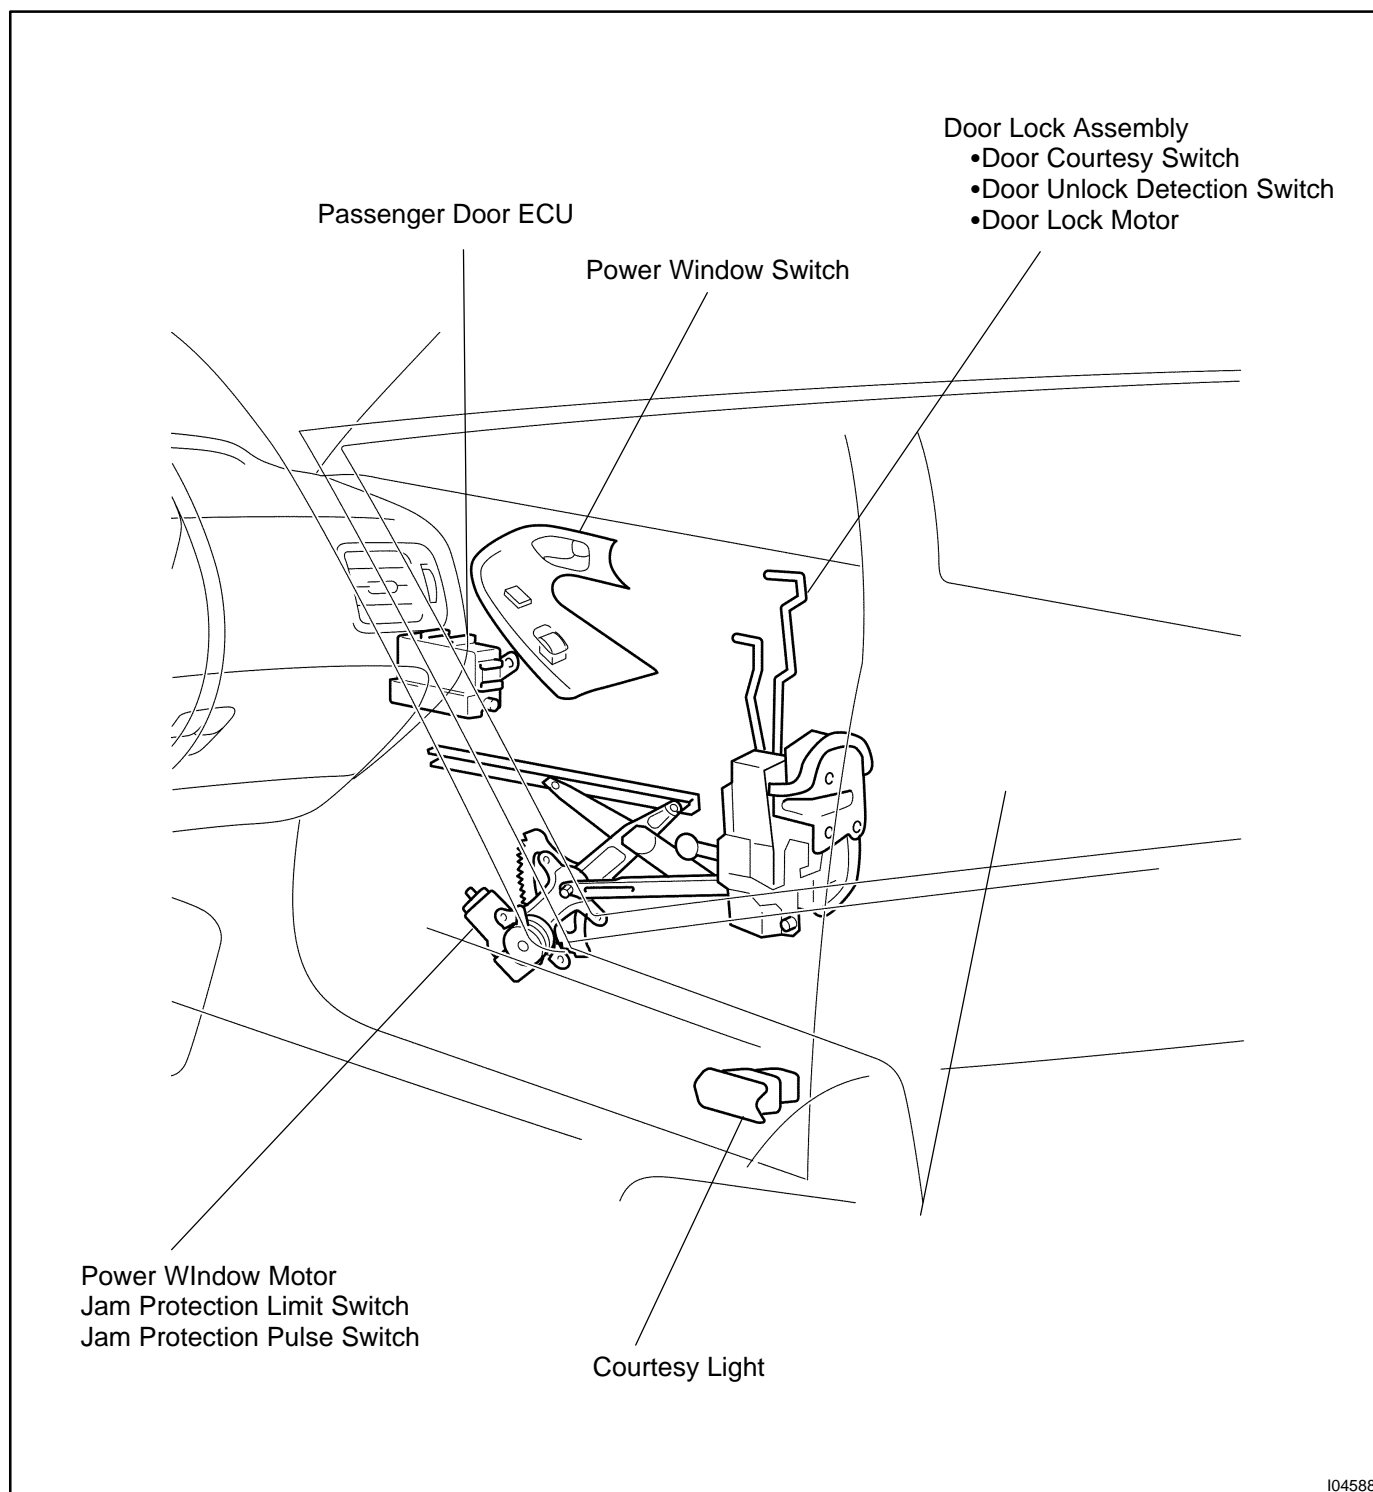 Door Lock Assembly
•Door Courtesy Switch
•Door Unlock Detection Switch
•Door Lock Motor
Passenger Door ECU
Power Window Switch
Power WIndow Motor
Jam Protection Limit Switch
Jam Protection Pulse Switch
Courtesy Light
I04588